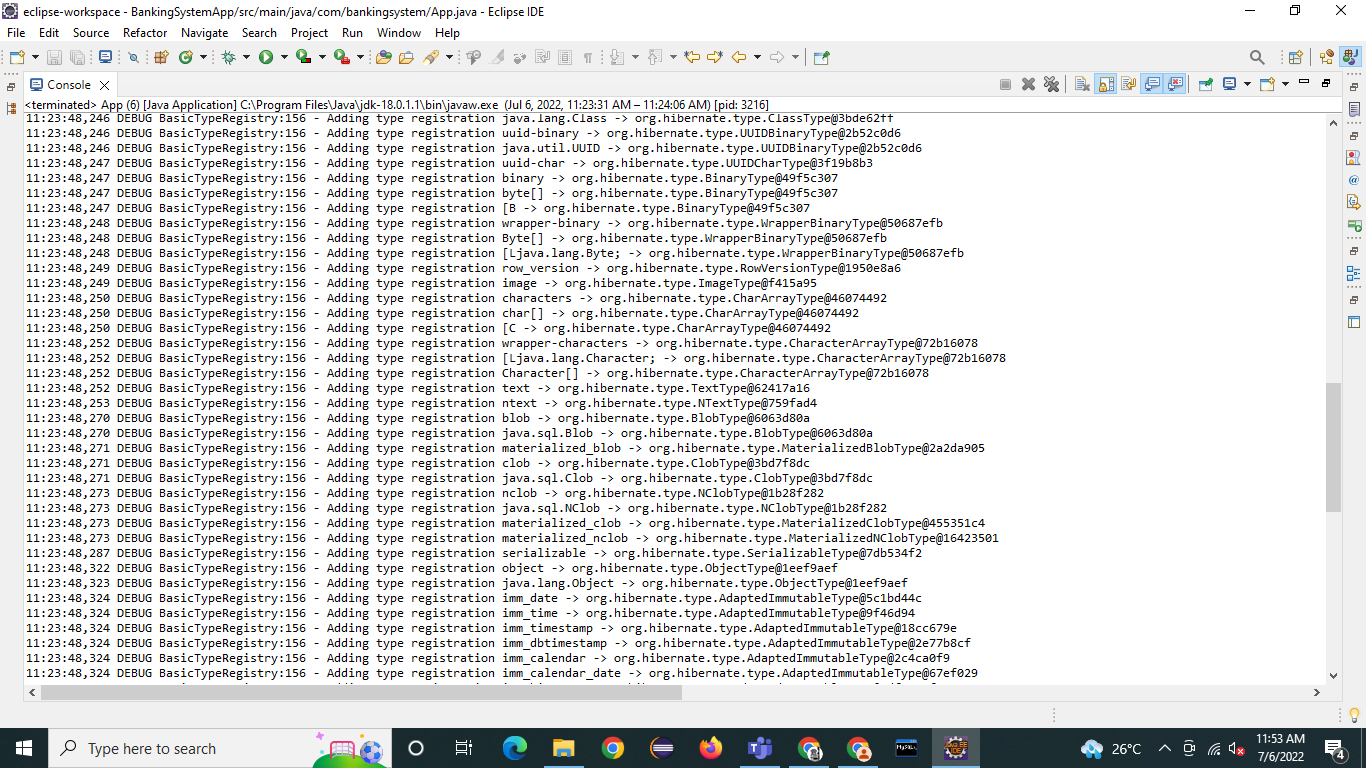 eclipse-workspace - BankingSystemApp/src/main/java/com/bankingsystem/App.java - Eclipse IDE
File Edit Source Refactor Navigate Search Project Run Window Help
Console
<terminated> App (6) [Java Application] C:\Program Files\Java\jdk-18.0.1.1\bin\javaw.exe (Jul 6, 2022, 11:23:31 AM – 11:24:06 AM) [pid: 3216]
11:23:48,246 DEBUG BasicTypeRegistry:156 - Adding type registration java.lang.Class -> org.hibernate.type.ClassType@3bde62ff
11:23:48,246 DEBUG BasicTypeRegistry:156 - Adding type registration uuid-binary -> org.hibernate.type.UUIDBinaryType@2b52c0d6
11:23:48,246 DEBUG BasicTypeRegistry:156 - Adding type registration java.util.UUID -> org.hibernate.type.UUIDBinaryType@2b52c0d6
11:23:48,247 DEBUG BasicTypeRegistry:156 - Adding type registration uuid-char -> org.hibernate.type.UUIDCharType@3f19b8b3
11:23:48,247 DEBUG BasicTypeRegistry:156 - Adding type registration binary -> org.hibernate.type.BinaryType@49f5c307
11:23:48,247 DEBUG BasicTypeRegistry:156 - Adding type registration byte[] -> org.hibernate.type.BinaryType@49f5c307
11:23:48,247 DEBUG BasicTypeRegistry:156 - Adding type registration [B -> org.hibernate.type.BinaryType@49f5c307
11:23:48,248 DEBUG BasicTypeRegistry:156 - Adding type registration wrapper-binary -> org.hibernate.type.WrapperBinaryType@50687efb
11:23:48,248 DEBUG BasicTypeRegistry:156 - Adding type registration Byte[] -> org.hibernate.type.WrapperBinaryType@50687efb
11:23:48,248 DEBUG BasicTypeRegistry:156 - Adding type registration [Ljava.lang.Byte; -> org.hibernate.type.WrapperBinaryType@50687efb
11:23:48,249 DEBUG BasicTypeRegistry:156 - Adding type registration row_version -> org.hibernate.type.RowVersionType@1950e8a6
11:23:48,249 DEBUG BasicTypeRegistry:156 - Adding type registration image -> org.hibernate.type.ImageType@f415a95
11:23:48,250 DEBUG BasicTypeRegistry:156 - Adding type registration characters -> org.hibernate.type.CharArrayType@46074492
11:23:48,250 DEBUG BasicTypeRegistry:156 - Adding type registration char[] -> org.hibernate.type.CharArrayType@46074492
11:23:48,250 DEBUG BasicTypeRegistry:156 - Adding type registration [C -> org.hibernate.type.CharArrayType@46074492
11:23:48,252 DEBUG BasicTypeRegistry:156 - Adding type registration wrapper-characters -> org.hibernate.type.CharacterArrayType@72b16078
11:23:48,252 DEBUG BasicTypeRegistry:156 - Adding type registration [Ljava.lang.Character; -> org.hibernate.type.CharacterArrayType@72b16078
11:23:48,252 DEBUG BasicTypeRegistry:156 - Adding type registration Character[] -> org.hibernate.type.CharacterArrayType@72b16078
11:23:48,252 DEBUG BasicTypeRegistry:156 - Adding type registration text -> org.hibernate.type.TextType@62417a16
11:23:48,253 DEBUG BasicTypeRegistry:156 - Adding type registration ntext -> org.hibernate.type.NTextType@759fad4
11:23:48,270 DEBUG BasicTypeRegistry:156 - Adding type registration blob -> org.hibernate.type.BlobType@6063d80a
11:23:48,270 DEBUG BasicTypeRegistry:156 - Adding type registration java.sql.Blob -> org.hibernate.type.BlobType@6063d80a
11:23:48,271 DEBUG BasicTypeRegistry:156 - Adding type registration materialized_blob -> org.hibernate.type.MaterializedBlobType@2a2da905
11:23:48,271 DEBUG BasicTypeRegistry:156 - Adding type registration clob -> org.hibernate.type.ClobType@3bd7f8dc
11:23:48,271 DEBUG BasicTypeRegistry:156 - Adding type registration java.sql.Clob -> org.hibernate.type.ClobType@3bd7f8dc
11:23:48,273 DEBUG BasicTypeRegistry:156 - Adding type registration nclob -> org.hibernate.type.NClobType@1b28f282
11:23:48,273 DEBUG BasicTypeRegistry:156 - Adding type registration java.sql.NClob -> org.hibernate.type.NClobType@1b28f282
11:23:48,273 DEBUG BasicTypeRegistry:156 - Adding type registration materialized_clob -> org.hibernate.type.MaterializedClobType@455351c4
11:23:48,273 DEBUG BasicTypeRegistry:156 - Adding type registration materialized_nclob -> org.hibernate.type.MaterializedNClobType@16423501
11:23:48,287 DEBUG BasicTypeRegistry:156 - Adding type registration serializable -> org.hibernate.type.SerializableType@7db534f2
11:23:48,322 DEBUG BasicTypeRegistry:156 - Adding type registration object -> org.hibernate.type.ObjectType@1eef9aef
11:23:48,323 DEBUG BasicTypeRegistry:156 - Adding type registration java.lang.Object -> org.hibernate.type.ObjectType@1eef9aef
11:23:48,324 DEBUG BasicTypeRegistry:156 - Adding type registration imm_date -> org.hibernate.type.AdaptedImmutableType@5c1bd44c
11:23:48,324 DEBUG BasicTypeRegistry:156 - Adding type registration imm_time -> org.hibernate.type.AdaptedImmutableType@9f46d94
11:23:48,324 DEBUG BasicTypeRegistry:156 - Adding type registration imm_timestamp -> org.hibernate.type.AdaptedImmutableType@18cc679e
11:23:48,324 DEBUG BasicTypeRegistry:156 - Adding type registration imm_dbtimestamp -> org.hibernate.type.AdaptedImmutableType@2e77b8cf
11:23:48,324 DEBUG BasicTypeRegistry:156 - Adding type registration imm_calendar -> org.hibernate.type.AdaptedImmutableType@2c4ca0f9
11:23:48,324 DEBUG BasicTypeRegistry:156 - Adding type registration imm_calendar_date -> org.hibernate.type.AdaptedImmutableType@67ef029
Type here to search
26°C
11:53 AM
7/6/2022
4